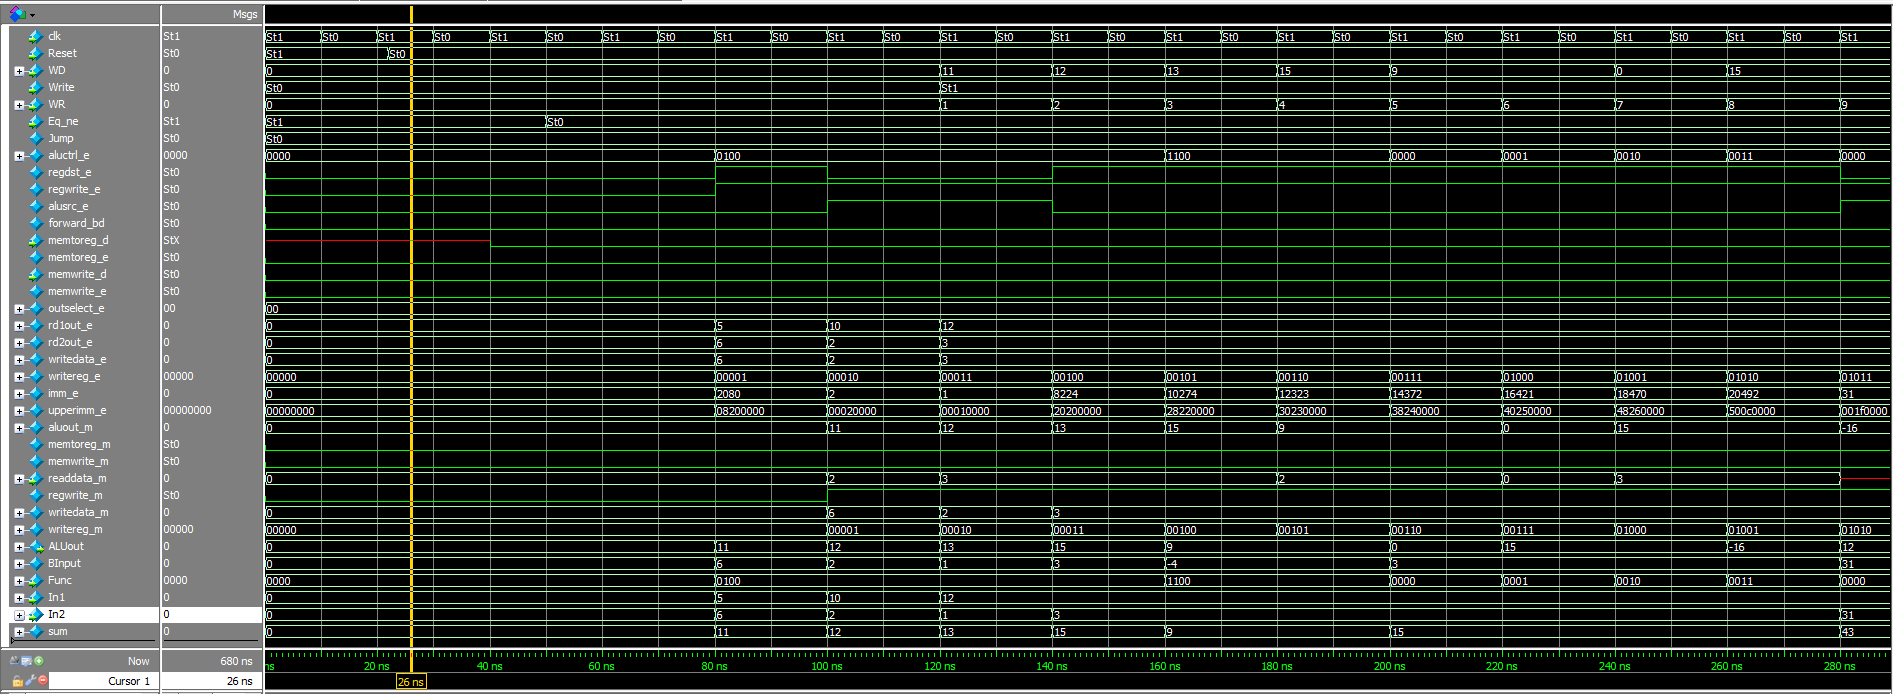 Msgs
clk St1 St1 St0 St1 St0 St1 St0 St1 St0 St1 St0 St1 St0 St1 St0 St1 St0 St1 St0 St1 St0 St1 St0 St1 St0 St1 St0 St1
Reset St0 St1 St0
WD 0 0 11 12 13 15 9 0 15
Write St0 St0 St1
WR 0 0 1 2 3 4 5 6 7 8 9
Eq_ne St1 St1 St0
Jump St0 St0
aluctrl_e 0000 0000 0100 1100 0000 0001 0010 0011 0000
regdst_e St0
regwrite_e St0
alusrc_e St0
forward_bd St0
memtoreg_d StX
memtoreg_e St0
memwrite_d St0
memwrite_e St0
outselect_e 00 00
rd1out_e 0 0 5 10 12
rd2out_e 0 0 6 2 3
writedata_e 0 0 6 2 3
writereg_e 00000 00000 00001 00010 00011 00100 00101 00110 00111 01000 01001 01010 01011
imm_e 0 0 2080 2 1 8224 10274 12323 14372 16421 18470 20492 31
upperimm_e 00000000 00000000 08200000 00020000 00010000 20200000 28220000 30230000 38240000 40250000 48260000 500c0000 001f0000
aluout_m 0 0 11 12 13 15 9 0 15 -16
memtoreg_m St0
memwrite_m St0
readdata_m 0 0 2 3 2 0 3
regwrite_m St0
writedata_m 0 0 6 2 3
writereg_m 00000 00000 00001 00010 00011 00100 00101 00110 00111 01000 01001 01010
ALUout 0 0 11 12 13 15 9 0 15 -16 12
BInput 0 0 6 2 1 3 -4 3 31
Func 0000 0000 0100 1100 0000 0001 0010 0011 0000
In1 0 0 5 10 12
In2 0 0 6 2 1 3 31
sum 0 0 11 12 13 15 9 15 43
Now 680 ns ns 20 ns 40 ns 60 ns 80 ns 100 ns 120 ns 140 ns 160 ns 180 ns 200 ns 220 ns 240 ns 260 ns 280 ns
Cursor 1 26 ns 26 ns